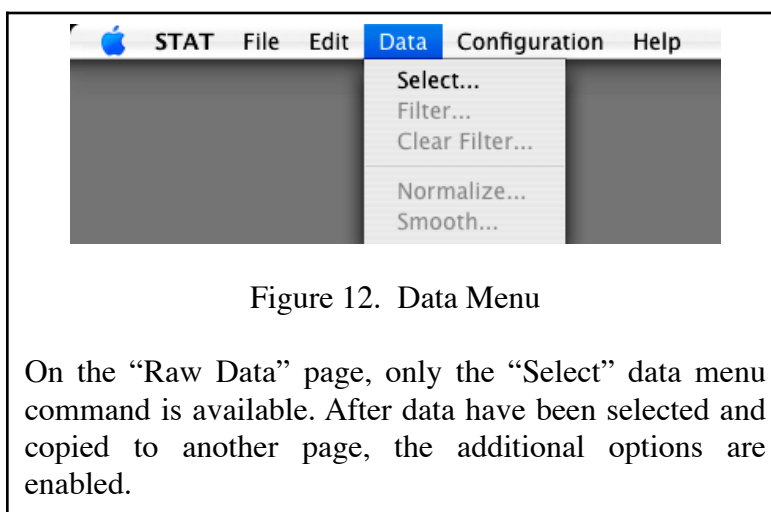 STAT File Edit Data Configuration Help
Select...
Filter...
Clear Filter...
Normalize...
Smooth...
Figure 12. Data Menu
On the “Raw Data” page, only the “Select” data menu
command is available. After data have been selected and
copied to another page, the additional options are
enabled.